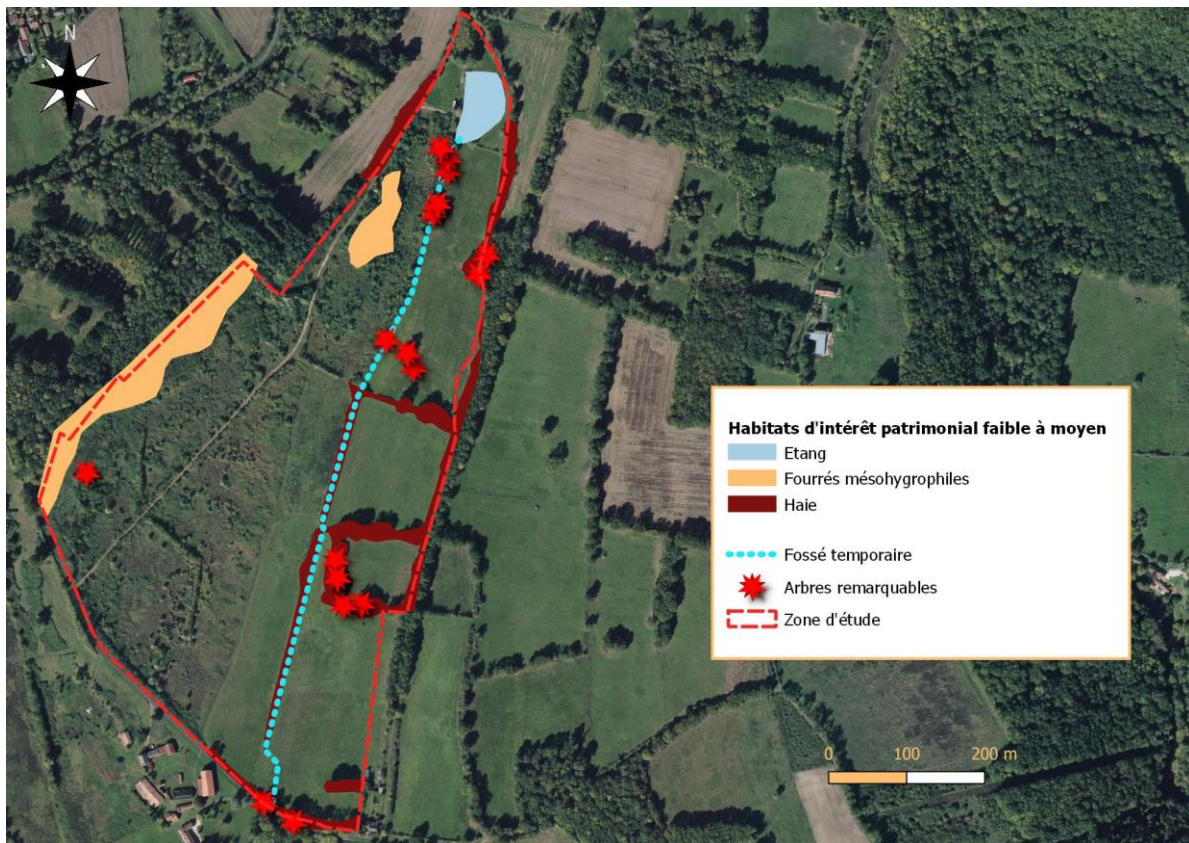 N
Habitats d'intérêt patrimonial faible à moyen
Etang
Fourrés mésohygrophiles
Haie
Fossé temporaire
Arbres remarquables
Zone d'étude
0 100 200 m